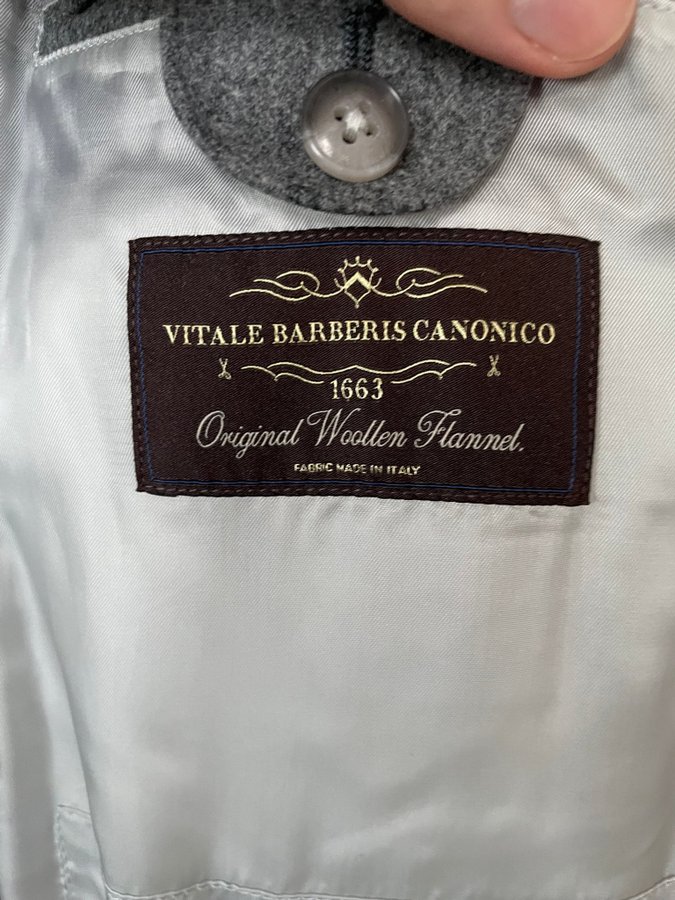 VITALE BARBERIS CANONICO
1663
Original Woollen Flannel.
FABRIC MADE IN ITALY